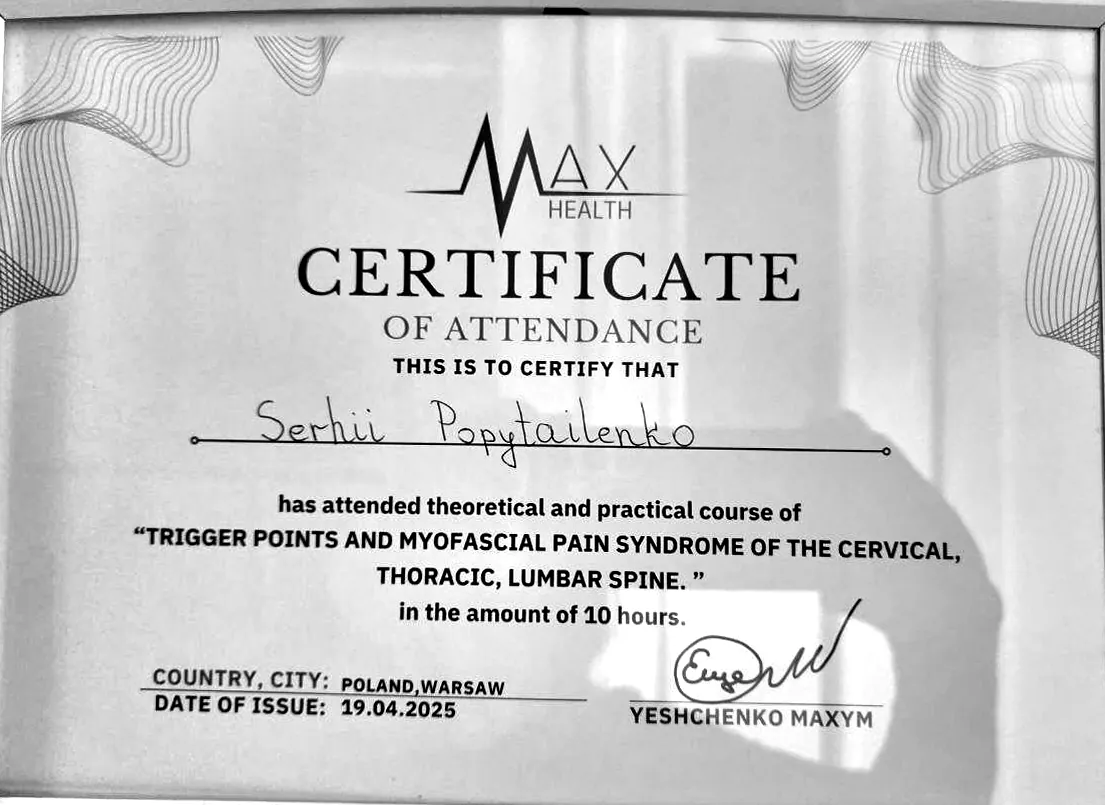 MAX
HEALTH
CERTIFICATE
OF ATTENDANCE
THIS IS TO CERTIFY THAT
Serhii Popytailenko
has attended theoretical and practical course of
“TRIGGER POINTS AND MYOFASCIAL PAIN SYNDROME OF THE CERVICAL,
THORACIC, LUMBAR SPINE. ”
in the amount of 10 hours.
COUNTRY, CITY: POLAND,WARSAW
DATE OF ISSUE: 19.04.2025
YESHCHENKO MAXYM